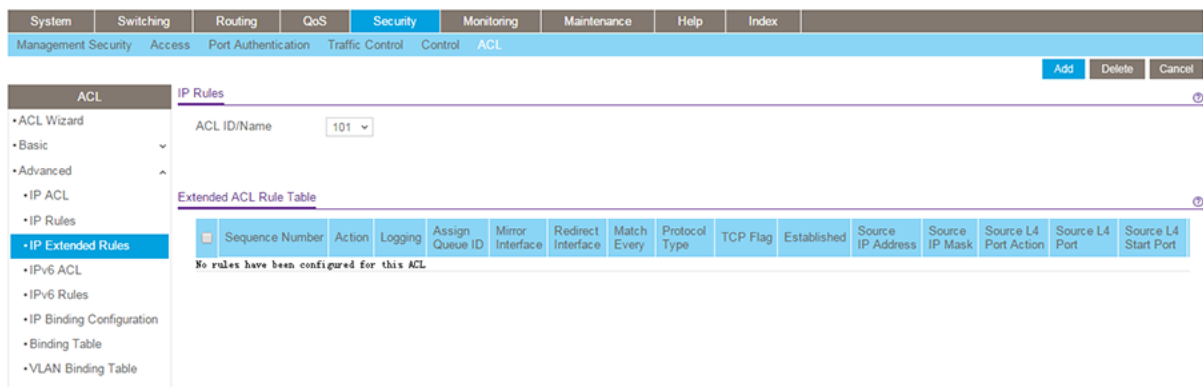 System Switching Routing QoS Security Monitoring Maintenance Help Index
Management Security Access Port Authentication Traffic Control Control ACL
Add Delete Cancel
ACL
ACL Wizard
Basic
Advanced
IP ACL
IP Rules
IP Extended Rules
IPv6 ACL
IPv6 Rules
IP Binding Configuration
Binding Table
VLAN Binding Table
IP Rules
ACL ID/Name 101
Extended ACL Rule Table
Sequence Number Action Logging Assign Queue ID Mirror Interface Redirect Interface Match Every Protocol Type TCP Flag Established Source IP Address Source IP Mask Source L4 Port Action Source L4 Port Source L4 Start Port
No rules have been configured for this ACL